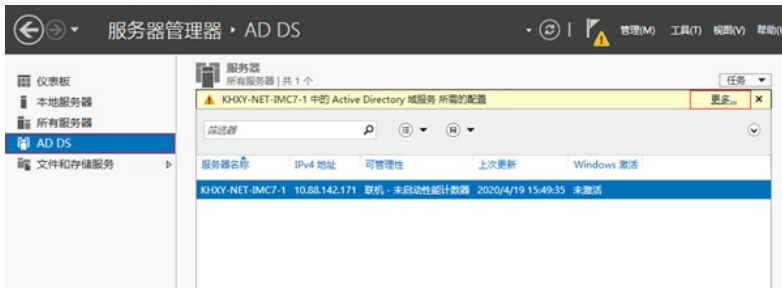 服务器管理器 · AD DS
管理(M) 工具(T) 视图(V) 帮助(H
仪表板
本地服务器
所有服务器
AD DS
文件和存储服务
服务器
所有服务器 | 共 1 个
任务
KHXY-NET-IMC7-1 中的 Active Directory 域服务 所需的配置
更多...
筛选器
服务器名称 IPv4 地址 可管理性 上次更新 Windows 激活
KHXY-NET-IMC7-1 10.88.142.171 联机 - 未启动性能计数器 2020/4/19 15:49:35 未激活